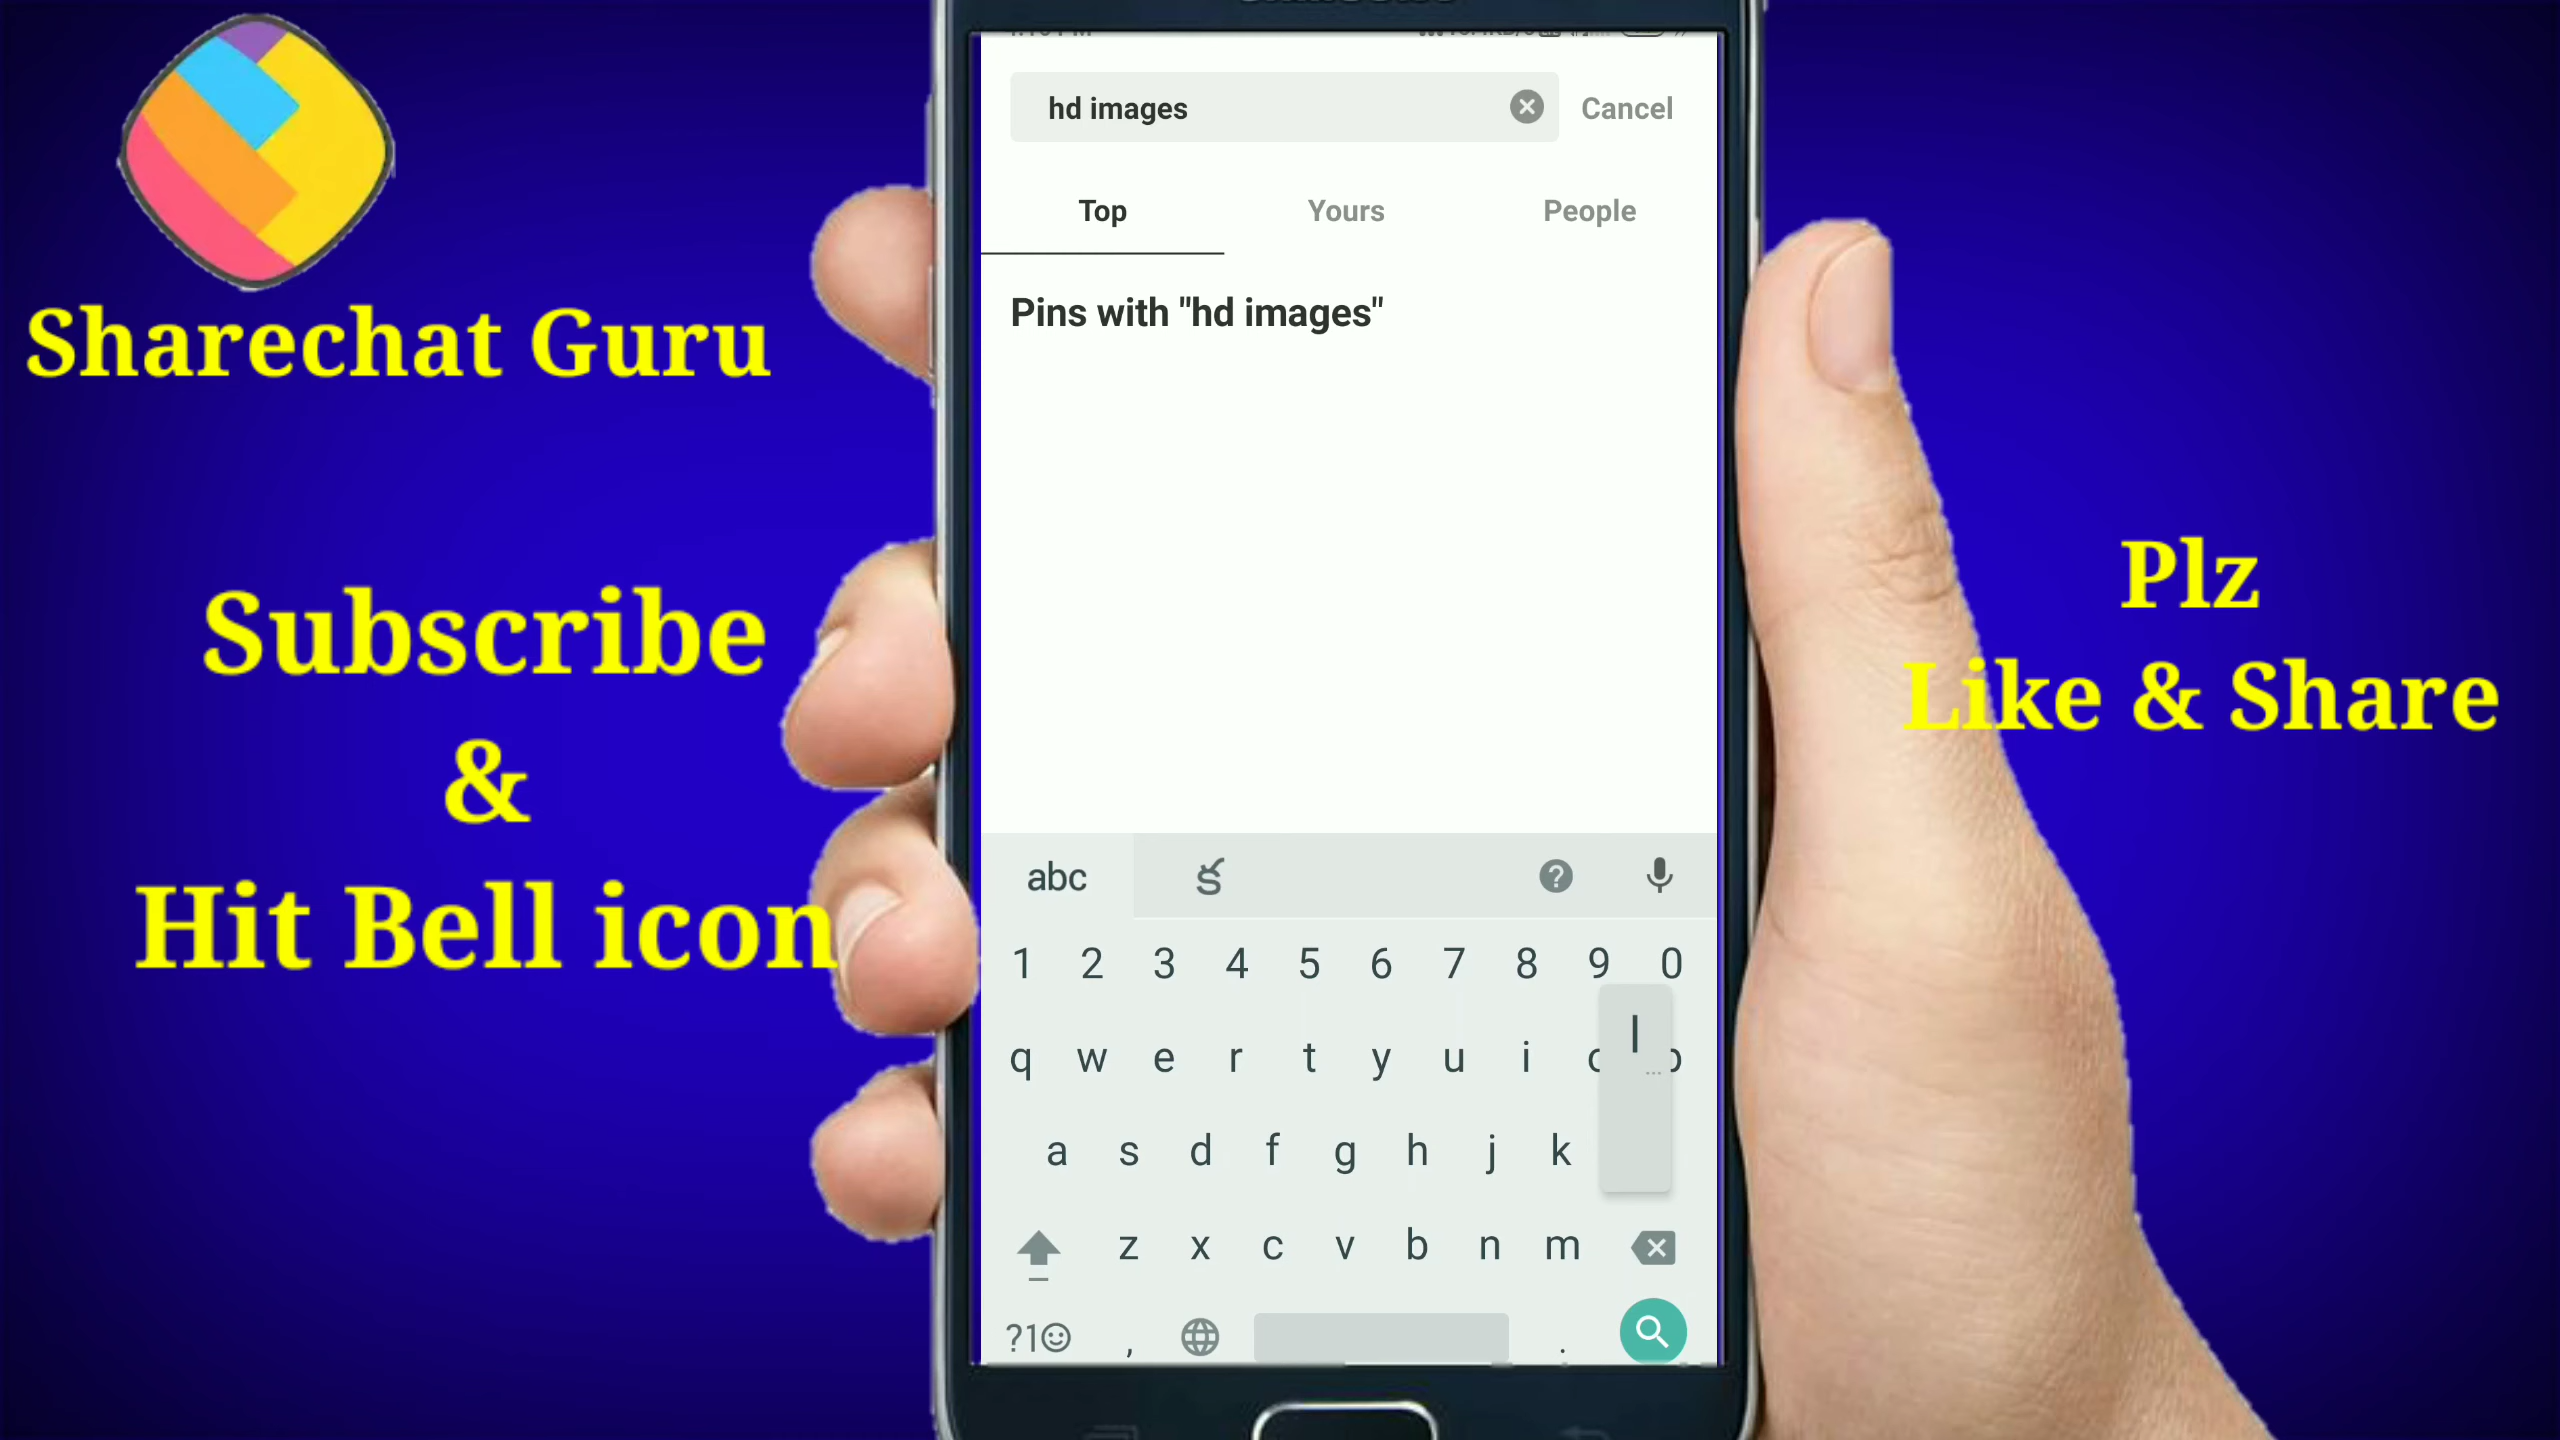 hd images
Cancel
Top Yours People
Pins with "hd images"
Sharechat Guru
Subscribe
&
Hit Bell icon
Plz
Like & Share
abc క
1 2 3 4 5 6 7 8 9 0
q w e r t y u i
l
a s d f g h j k
z x c v b n m
?1☺ , .